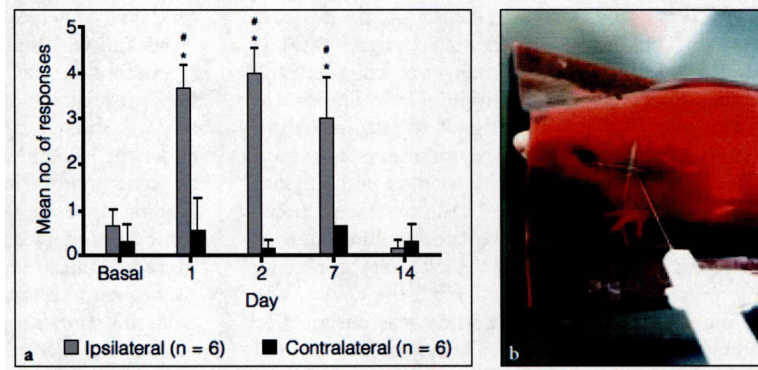 Mean no. of responses
5
4
3
2
1
0
# # #
* * *
Basal 1 2 7 14
Day
Ipsilateral (n = 6) Contralateral (n = 6)
a
b